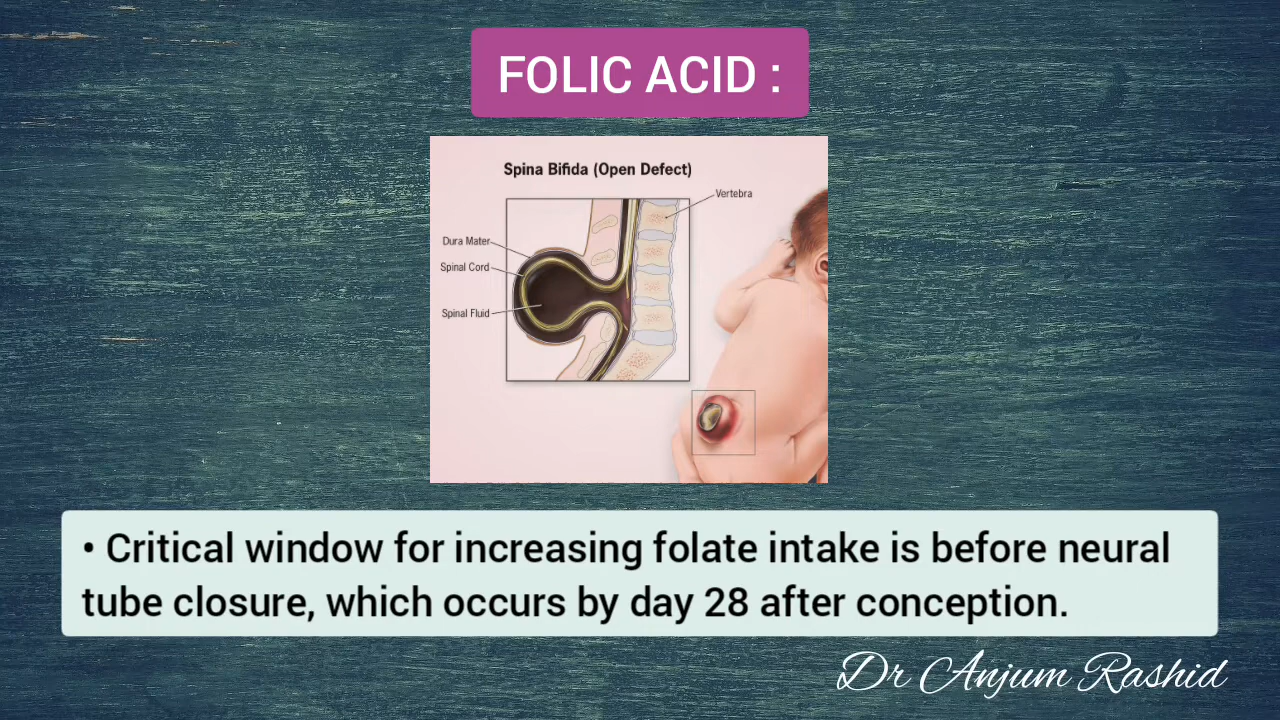 FOLIC ACID :
Spina Bifida (Open Defect)
Vertebra
Dura Mater
Spinal Cord
Spinal Fluid
• Critical window for increasing folate intake is before neural
tube closure, which occurs by day 28 after conception.
Dr Anjum Rashid